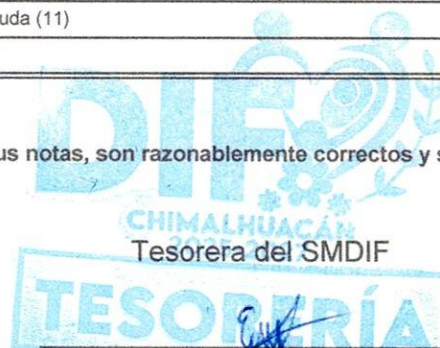 uda (11)
us notas, son razonablemente correctos y s
DIF
CHIMALHUACÁN
Tesorera del SMDIF
TESORERÍA